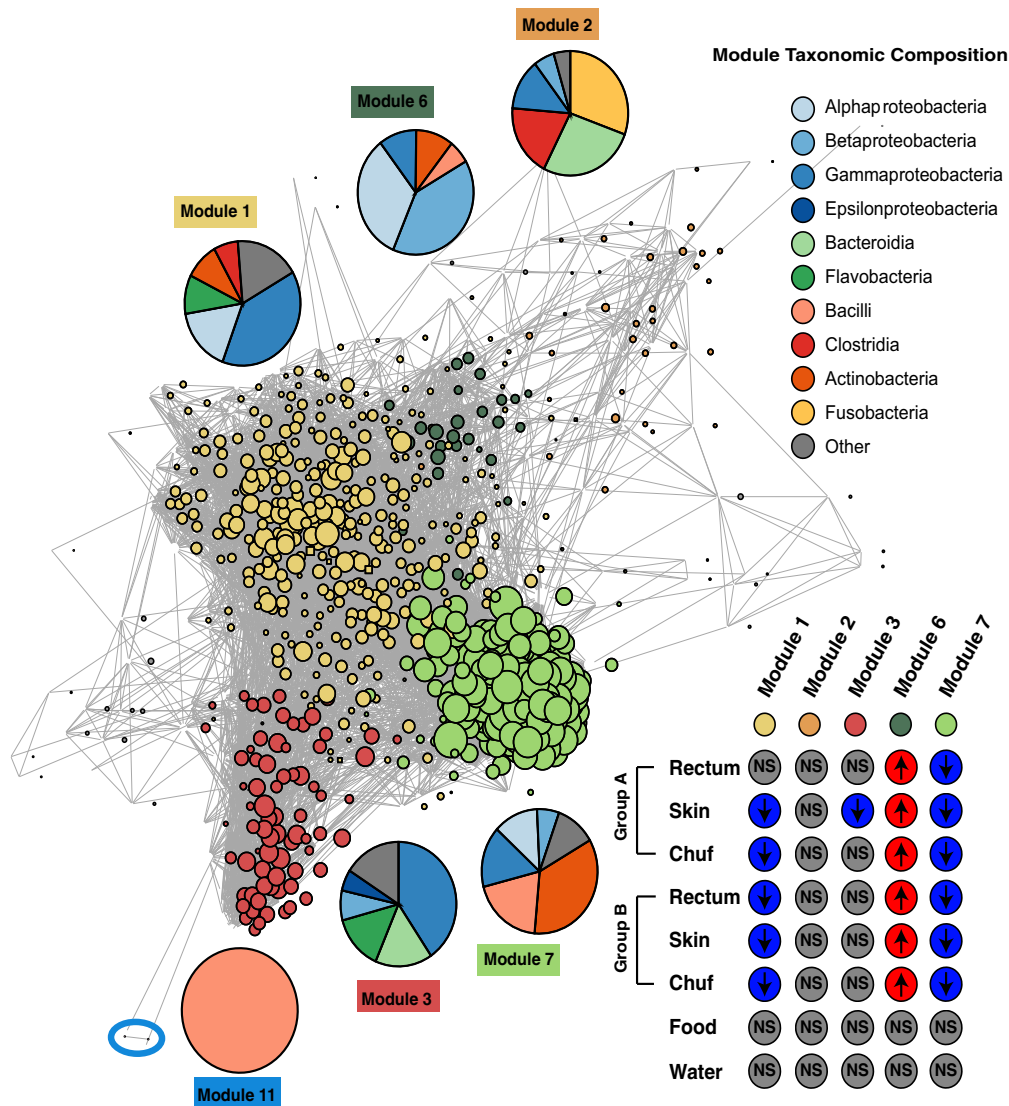 Module 2
Module Taxonomic Composition
Module 6
Alphaproteobacteria
Betaproteobacteria
Gammaproteobacteria
Epsilonproteobacteria
Module 1
Bacteroidia
Flavobacteria
Bacilli
Clostridia
Actinobacteria
Fusobacteria
Other
Module 1
Module 2
Module 3
Module 6
Module 7
Group A
Rectum NS NS NS
Skin NS
Chuf NS NS
Group B
Rectum NS NS
Skin NS NS
Chuf NS NS
Food NS NS NS NS NS
Water NS NS NS NS NS
Module 7
Module 3
Module 11